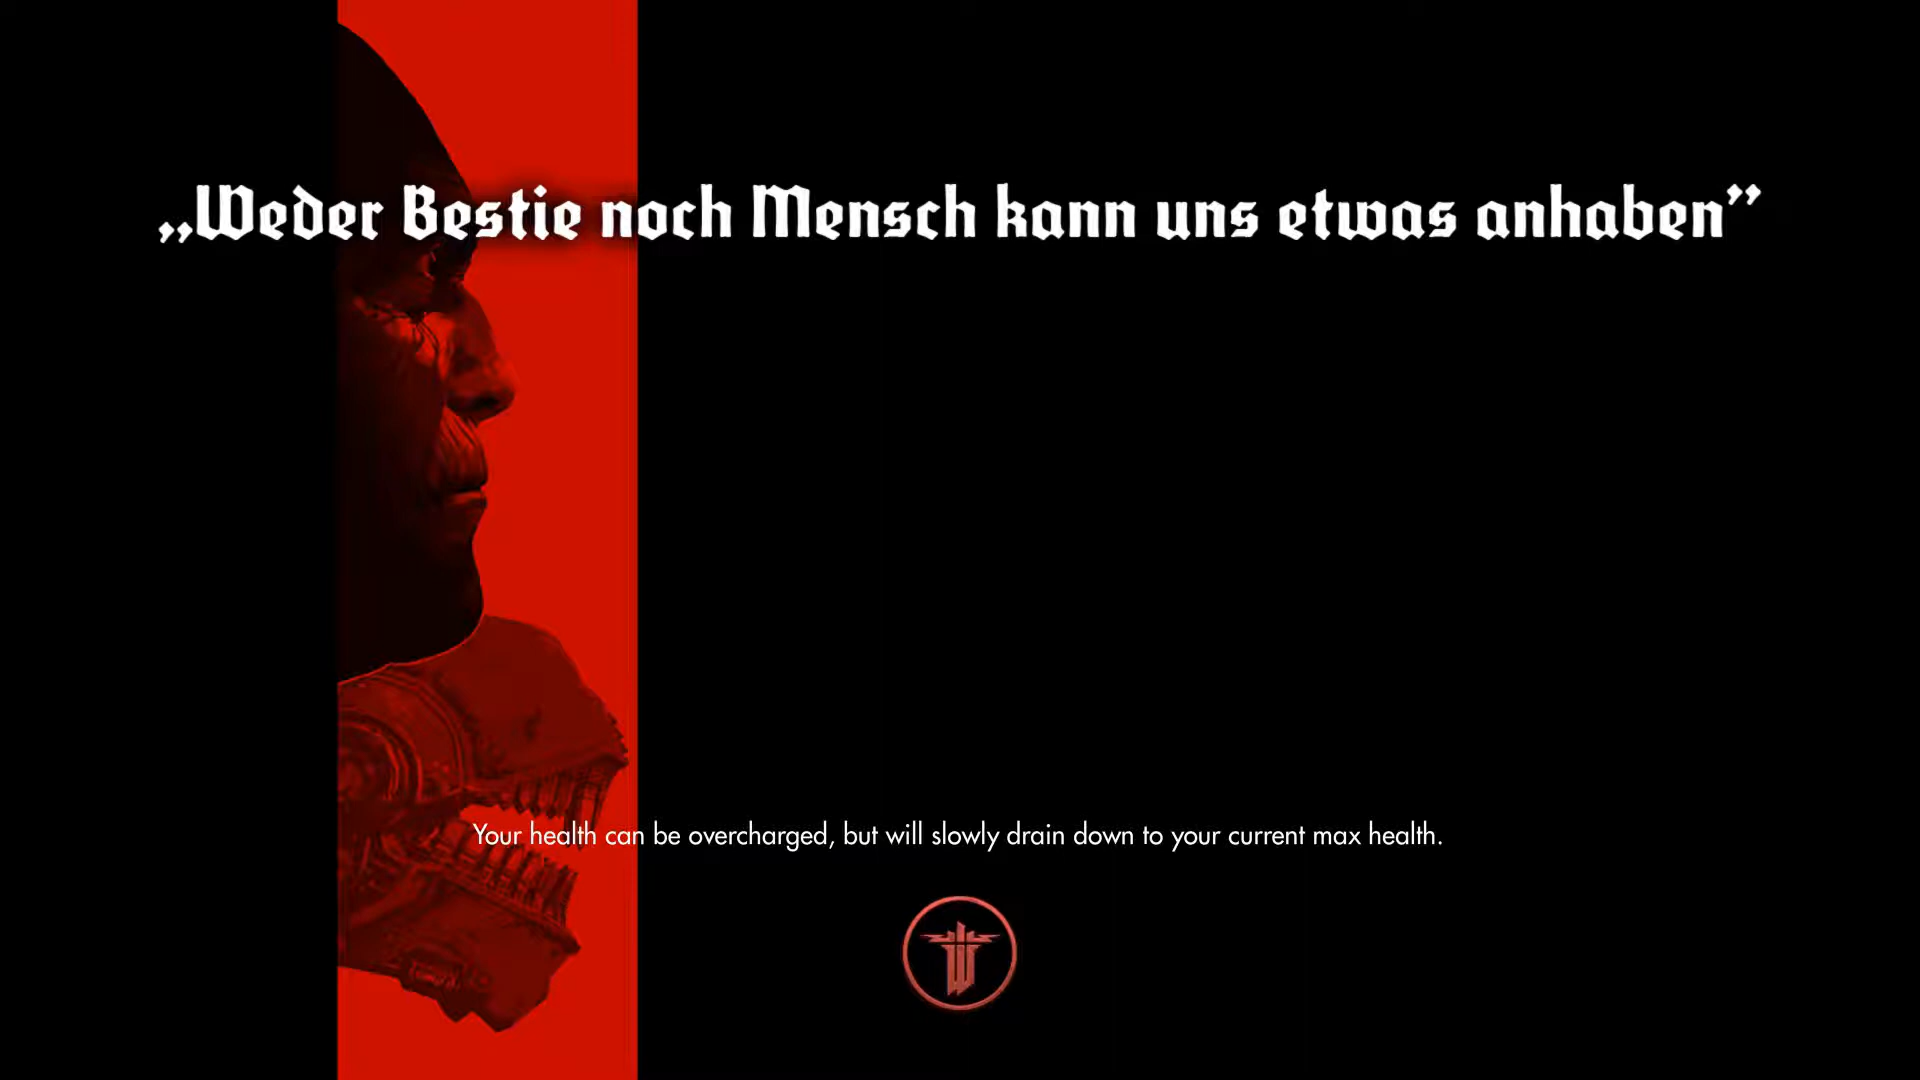 „Weder Bestie noch Mensch kann uns etwas anhaben”
Your health can be overcharged, but will slowly drain down to your current max health.